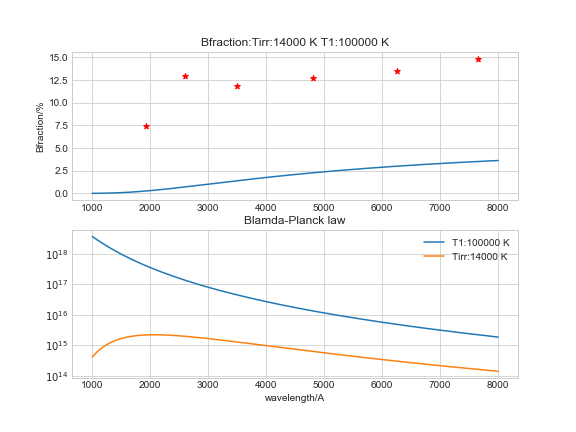 Bfraction:Tirr:14000 K T1:100000 K
15.0
12.5
10.0
7.5
5.0
2.5
0.0
Bfraction/%
1000 2000 3000 4000 5000 6000 7000 8000
Blamda-Planck law
T1:100000 K
Tirr:14000 K
10^18
10^17
10^16
10^15
10^14
1000 2000 3000 4000 5000 6000 7000 8000
wavelength/A